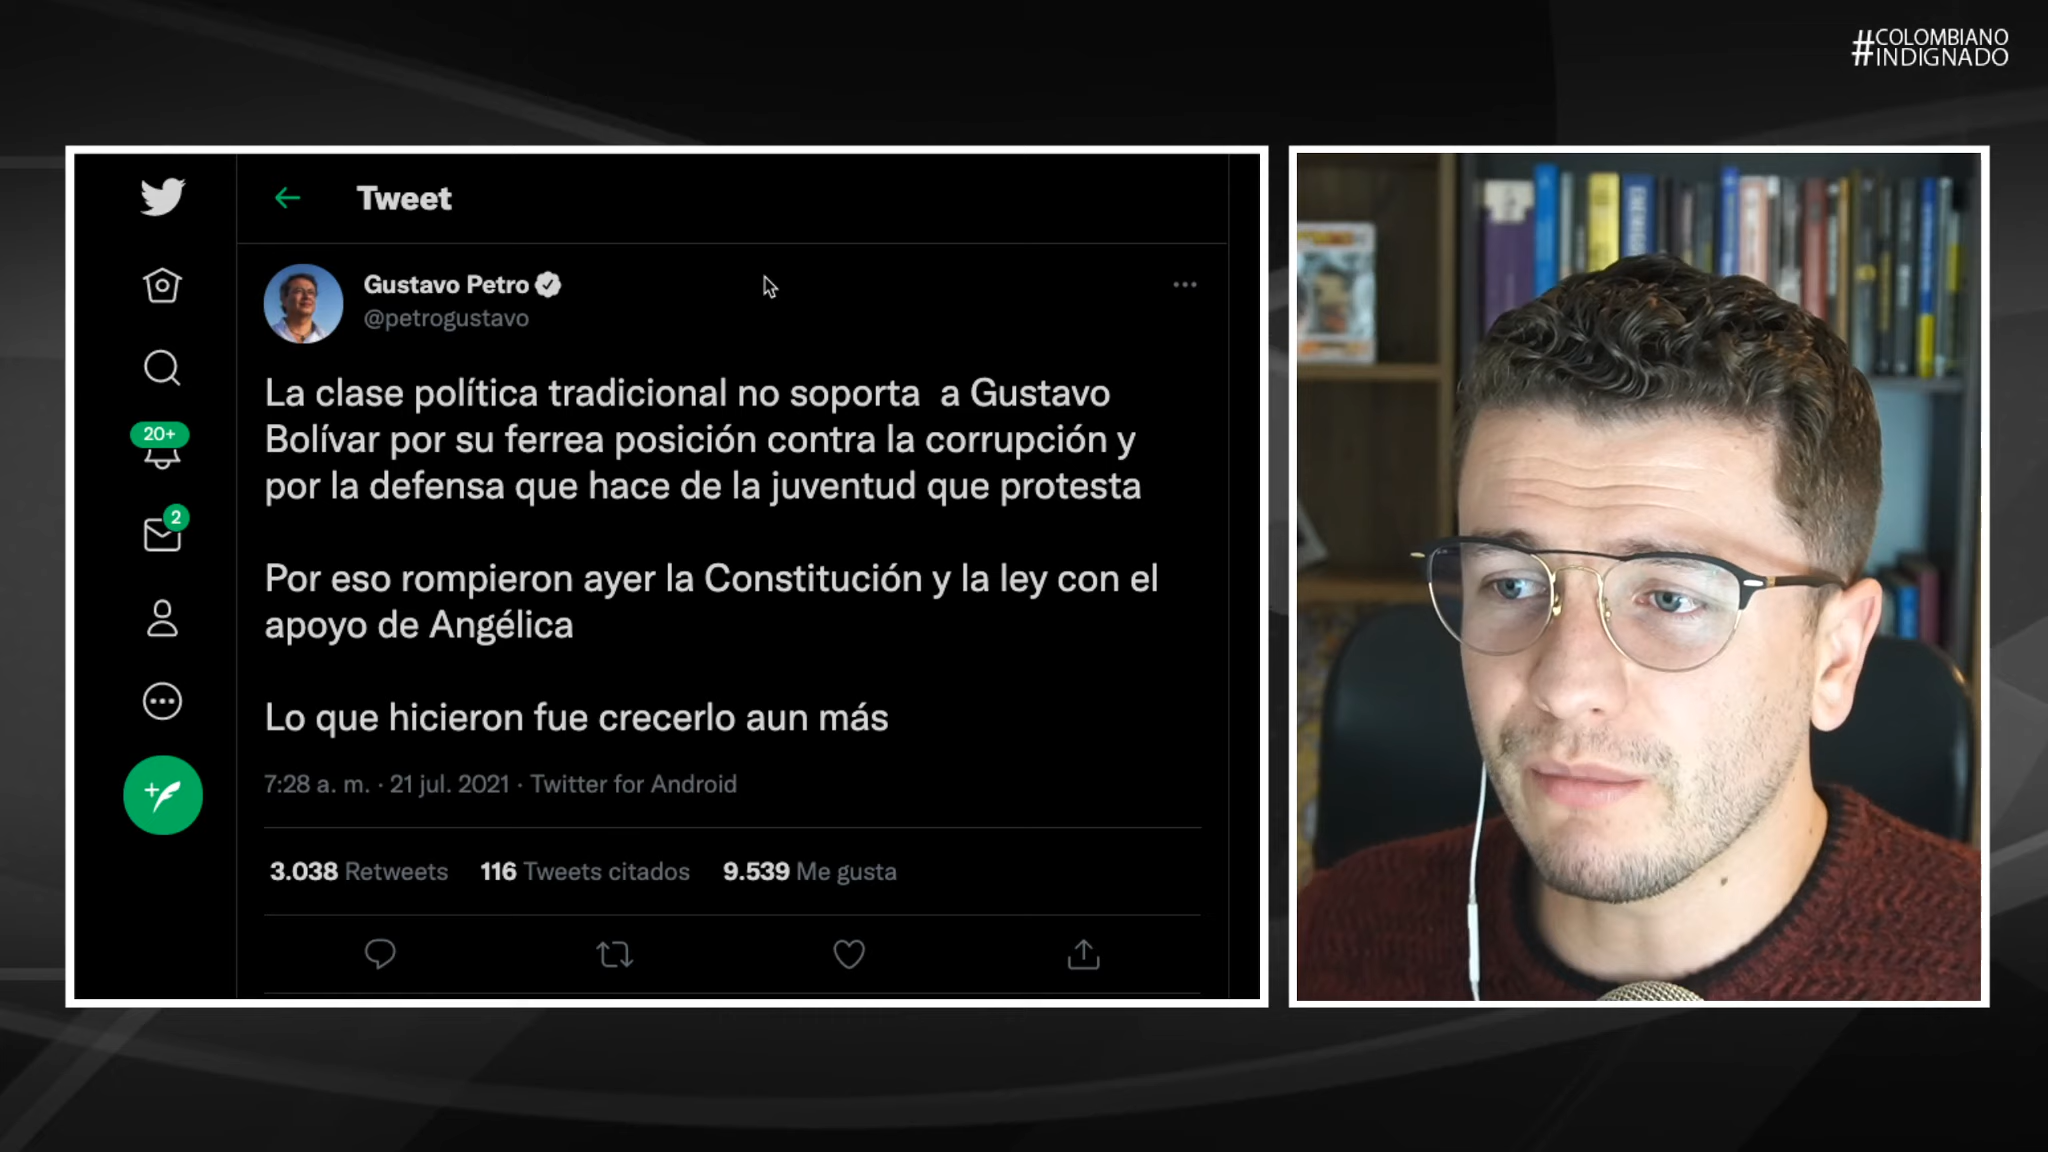 #COLOMBIANO
INDIGNADO
Tweet
Gustavo Petro
@petrogustavo
La clase política tradicional no soporta  a Gustavo
Bolívar por su ferrea posición contra la corrupción y
por la defensa que hace de la juventud que protesta
Por eso rompieron ayer la Constitución y la ley con el
apoyo de Angélica
Lo que hicieron fue crecerlo aun más
7:28 a. m. · 21 jul. 2021 · Twitter for Android
3.038 Retweets 116 Tweets citados 9.539 Me gusta
20+
2